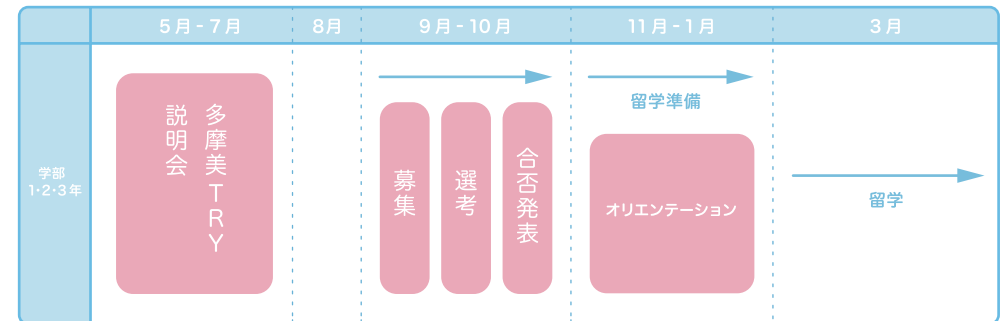 5月-7月
8月
9月-10月
11月-1月
3月
学部
1・2・3年
多摩美TRY
説明会
募集
選考
合否発表
留学準備
オリエンテーション
留学